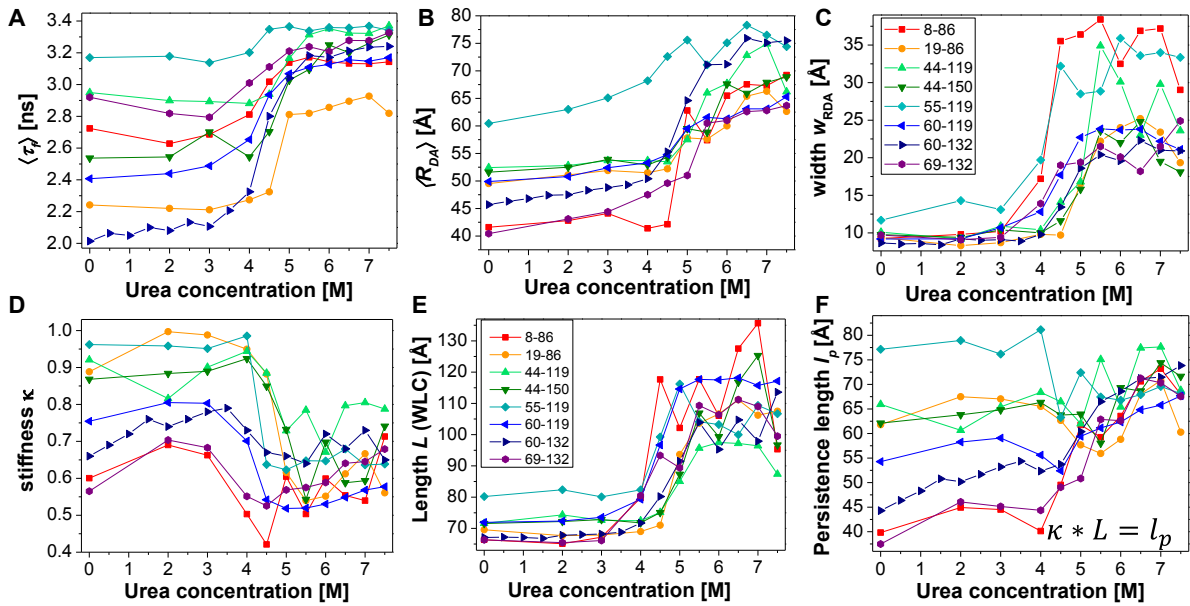 A
⟨τf⟩ [ns]
3.4
3.2
3.0
2.8
2.6
2.4
2.2
2.0
0 2 3 4 5 6 7
Urea concentration [M]
B
⟨RDA⟩ [Å]
80
75
70
65
60
55
50
45
40
0 2 3 4 5 6 7
Urea concentration [M]
C
width wRDA [Å]
35
30
25
20
15
10
8-86
19-86
44-119
44-150
55-119
60-119
60-132
69-132
0 2 3 4 5 6 7
Urea concentration [M]
D
stiffness κ
1.0
0.9
0.8
0.7
0.6
0.5
0.4
0 1 2 3 4 5 6 7
Urea concentration [M]
E
Length L (WLC) [Å]
130
120
110
100
90
80
70
8-86
19-86
44-119
44-150
55-119
60-119
60-132
69-132
0 1 2 3 4 5 6 7
Urea concentration [M]
F
Persistence length lp [Å]
80
75
70
65
60
55
50
45
40
κ * L = lp
0 1 2 3 4 5 6 7
Urea concentration [M]